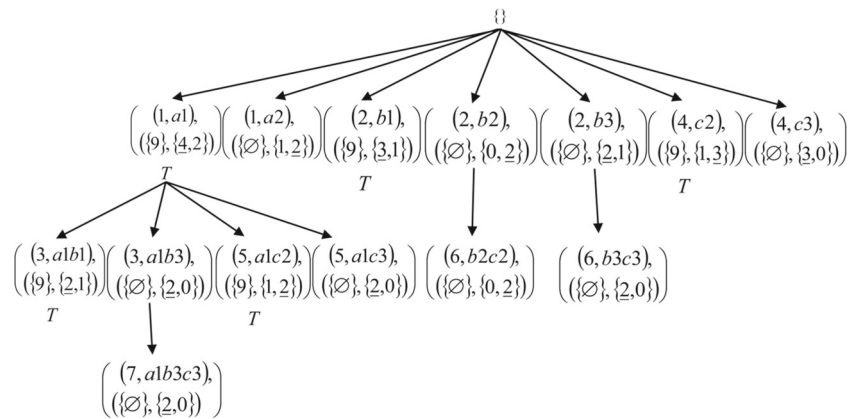 {}
(1, a1), (1, a2), (2, b1), (2, b2), (2, b3), (4, c2), (4, c3),
(({9},{4,2})) (({∅},{1,2})) (({9},{3,1})) (({∅},{0,2})) (({∅},{2,1})) (({9},{1,3})) (({∅},{3,0}))
T T T
(3, a1b1), (3, a1b3), (5, a1c2), (5, a1c3), (6, b2c2), (6, b3c3),
(({9},{2,1})) (({∅},{2,0})) (({9},{1,2})) (({∅},{2,0})) (({∅},{0,2})) (({∅},{2,0}))
T T
(7, a1b3c3),
(({∅},{2,0}))